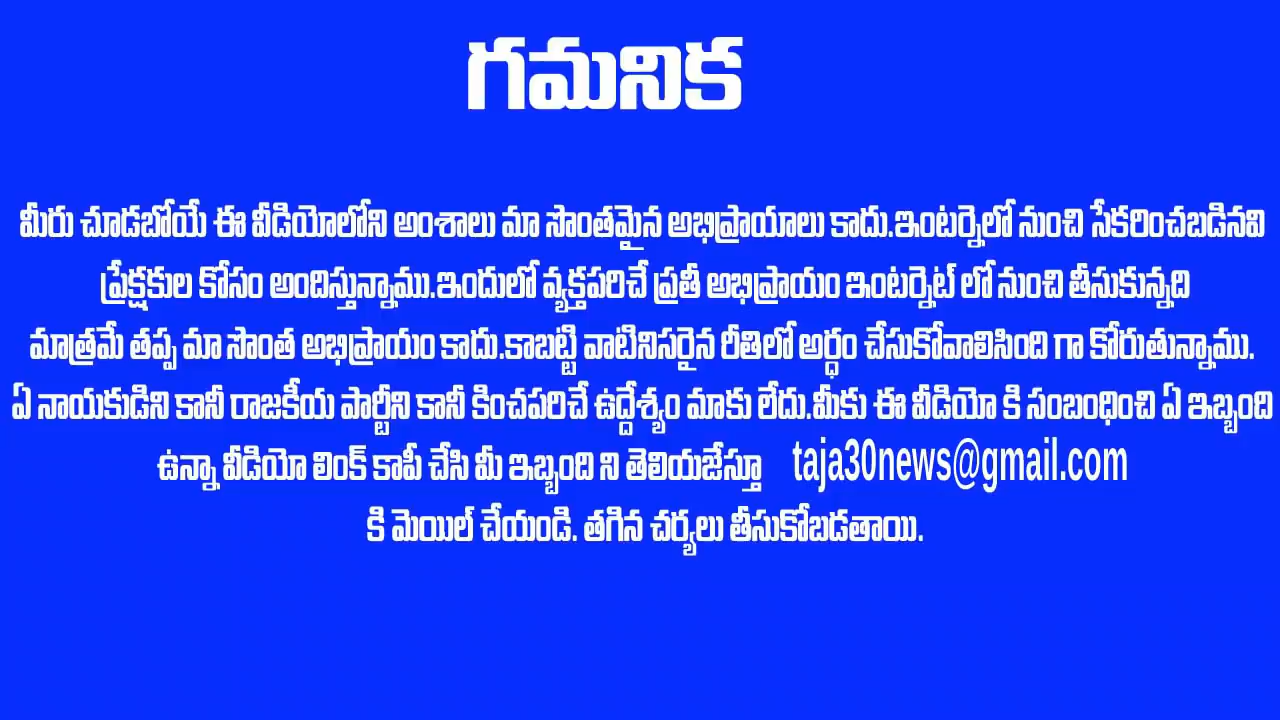 గమనిక
మీరు చూడబోయే ఈ వీడియోలోని అంశాలు మా సొంతమైన అభిప్రాయాలు కాదు.ఇంటర్నెలో నుంచి సేకరించబడినవి
ప్రేక్షకుల కోసం అందిస్తున్నాము.ఇందులో వ్యక్తపరిచే ప్రతీ అభిప్రాయం ఇంటర్నెట్ లో నుంచి తీసుకున్నది
మాత్రమే తప్ప మా సొంత అభిప్రాయం కాదు.కాబట్టి వాటినిసరైన రీతిలో అర్ధం చేసుకోవాలిసింది గా కోరుతున్నాము.
ఏ నాయకుడిని కానీ రాజకీయ పార్టీని కానీ కించపరిచే ఉద్దేశ్యం మాకు లేదు.మీకు ఈ వీడియో కి సంబంధించి ఏ ఇబ్బంది
ఉన్నా వీడియో లింక్ కాపీ చేసి మీ ఇబ్బంది ని తెలియజేస్తూ taja30news@gmail.com
కి మెయిల్ చేయండి. తగిన చర్యలు తీసుకోబడతాయి.